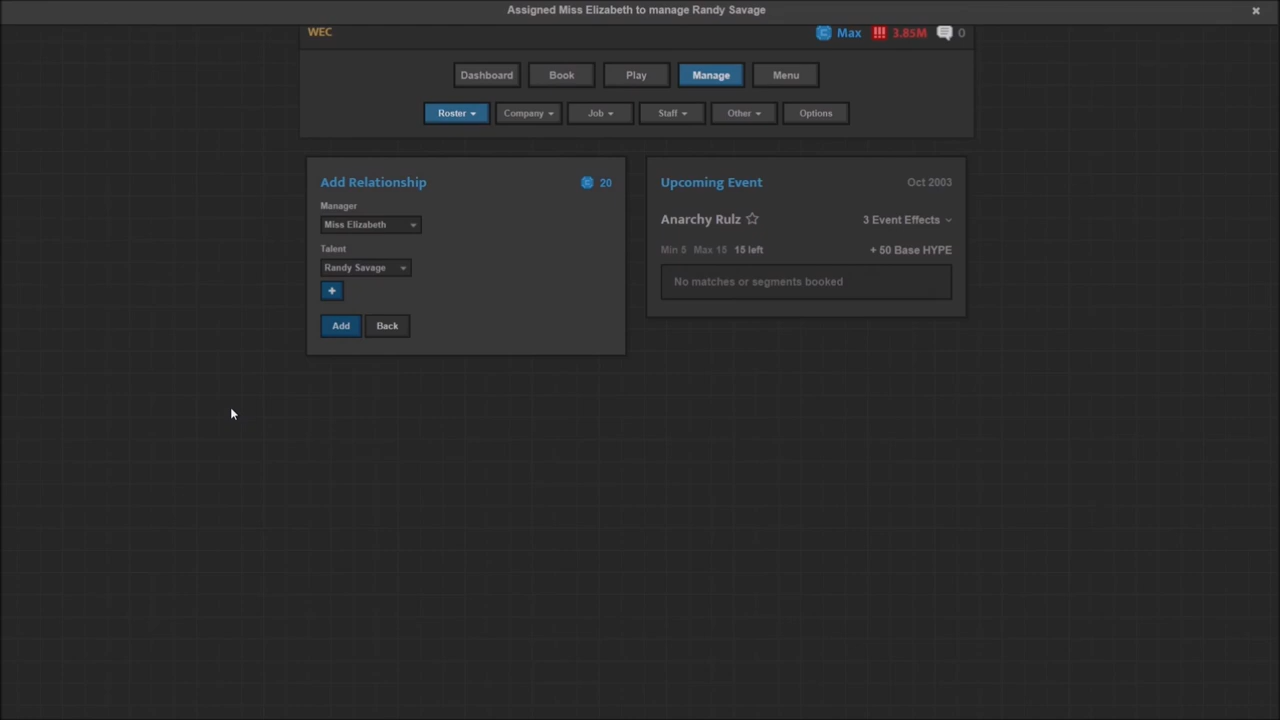 Assigned Miss Elizabeth to manage Randy Savage
WEC
Max 3.85M 0
Dashboard Book Play Manage Menu
Roster Company Job Staff Other Options
Add Relationship 20
Manager
Miss Elizabeth
Talent
Randy Savage
+
Add Back
Upcoming Event Oct 2003
Anarchy Rulz 3 Event Effects
Min 5 Max 15 15 left + 50 Base HYPE
No matches or segments booked